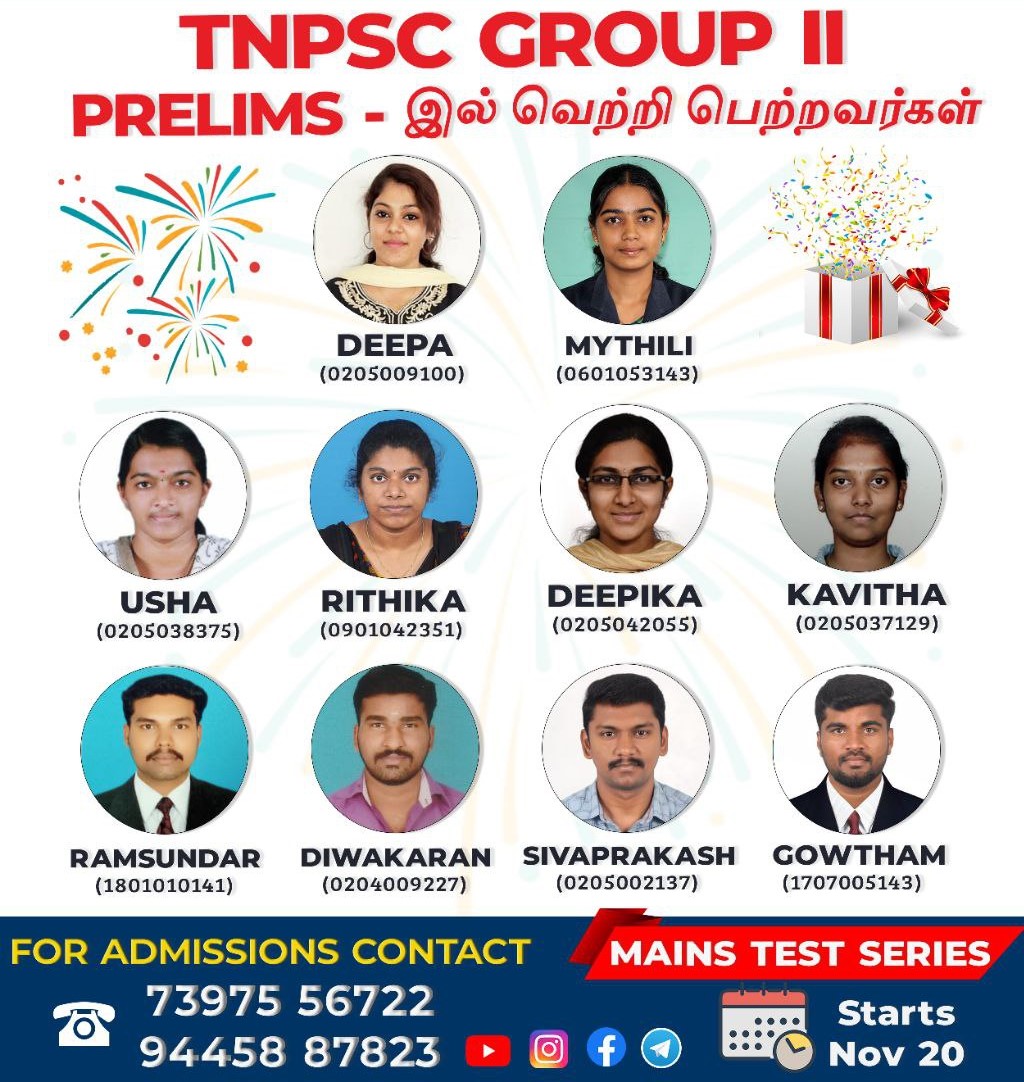 TNPSC GROUP II
PRELIMS - இல் வெற்றி பெற்றவர்கள்
DEEPA
(0205009100)
MYTHILI
(0601053143)
USHA
(0205038375)
RITHIKA
(0901042351)
DEEPIKA
(0205042055)
KAVITHA
(0205037129)
RAMSUNDAR
(1801010141)
DIWAKARAN
(0204009227)
SIVAPRAKASH
(0205002137)
GOWTHAM
(1707005143)
FOR ADMISSIONS CONTACT
73975 56722
94458 87823
MAINS TEST SERIES
Starts
Nov 20